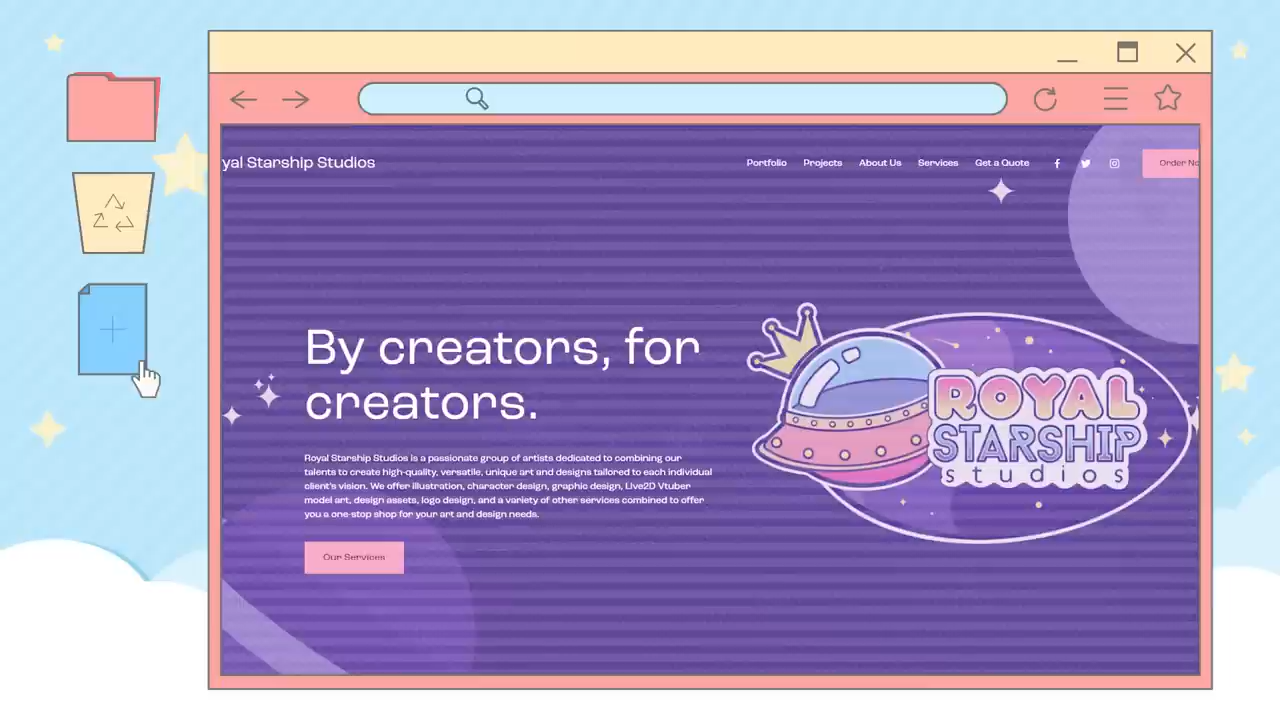 yal Starship Studios
Portfolio Projects About Us Services Get a Quote Order No
By creators, for
creators.
Royal Starship Studios is a passionate group of artists dedicated to combining our
talents to create high-quality, versatile, unique art and designs tailored to each individual
client's vision. We offer illustration, character design, graphic design, Live2D Vtuber
model art, design assets, logo design, and a variety of other services combined to offer
you a one-stop shop for your art and design needs.
Our Services
ROYAL
STARSHIP
studios